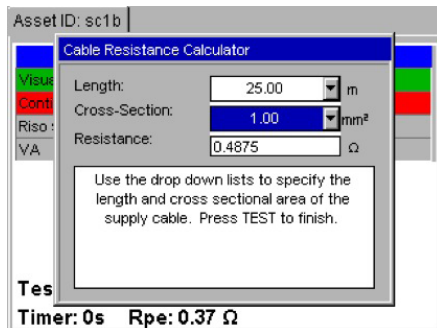 Asset ID: sc1b
Cable Resistance Calculator
Length: 25.00 m
Cross-Section: 1.00 mm²
Resistance: 0.4875 Ω
Use the drop down lists to specify the
length and cross sectional area of the
supply cable. Press TEST to finish.
Riso
VA
Tes
Timer: 0s Rpe: 0.37 Ω